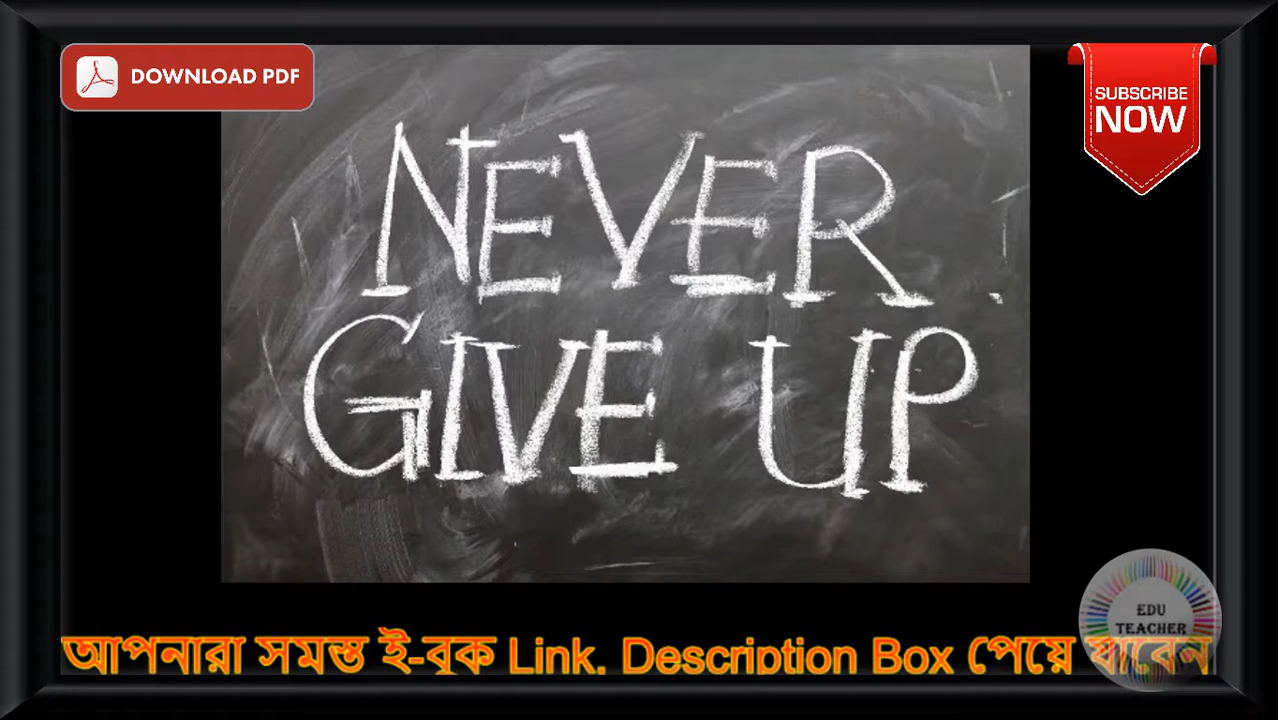 DOWNLOAD PDF
SUBSCRIBE
NOW
NEVER
GIVE UP
EDU
TEACHER
আপনারা সমস্ত ই-বুক Link, Description Box পেয়ে যাবেন